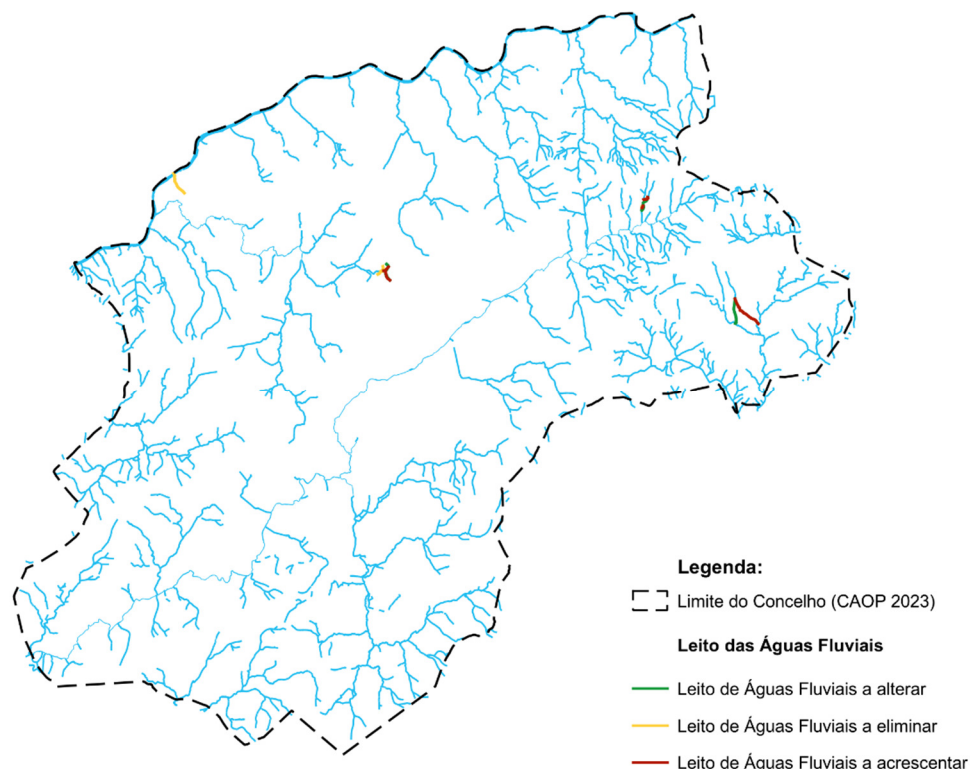 Legenda:
Limite do Concelho (CAOP 2023)
Leito das Águas Fluviais
Leito de Águas Fluviais a alterar
Leito de Águas Fluviais a eliminar
Leito de Águas Fluviais a acrescentar